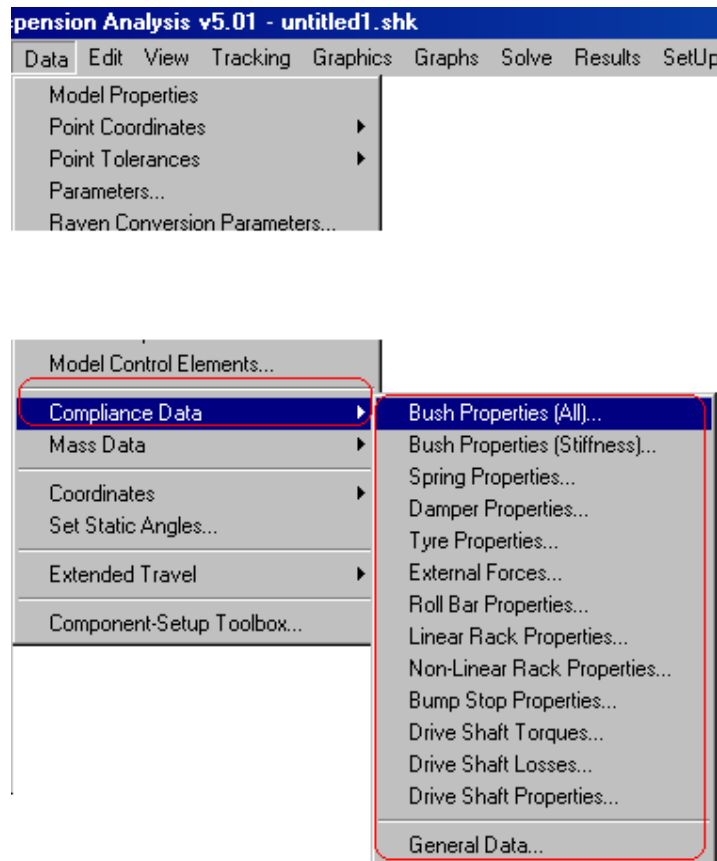 pension Analysis v5.01 - untitled1.shk
Data Edit View Tracking Graphics Graphs Solve Results SetUp
Model Properties
Point Coordinates
Point Tolerances
Parameters...
Raven Conversion Parameters...
Model Control Elements...
Compliance Data
Mass Data
Coordinates
Set Static Angles...
Extended Travel
Component-Setup Toolbox...
Bush Properties (All)...
Bush Properties (Stiffness)...
Spring Properties...
Damper Properties...
Tyre Properties...
External Forces...
Roll Bar Properties...
Linear Rack Properties...
Non-Linear Rack Properties...
Bump Stop Properties...
Drive Shaft Torques...
Drive Shaft Losses...
Drive Shaft Properties...
General Data...